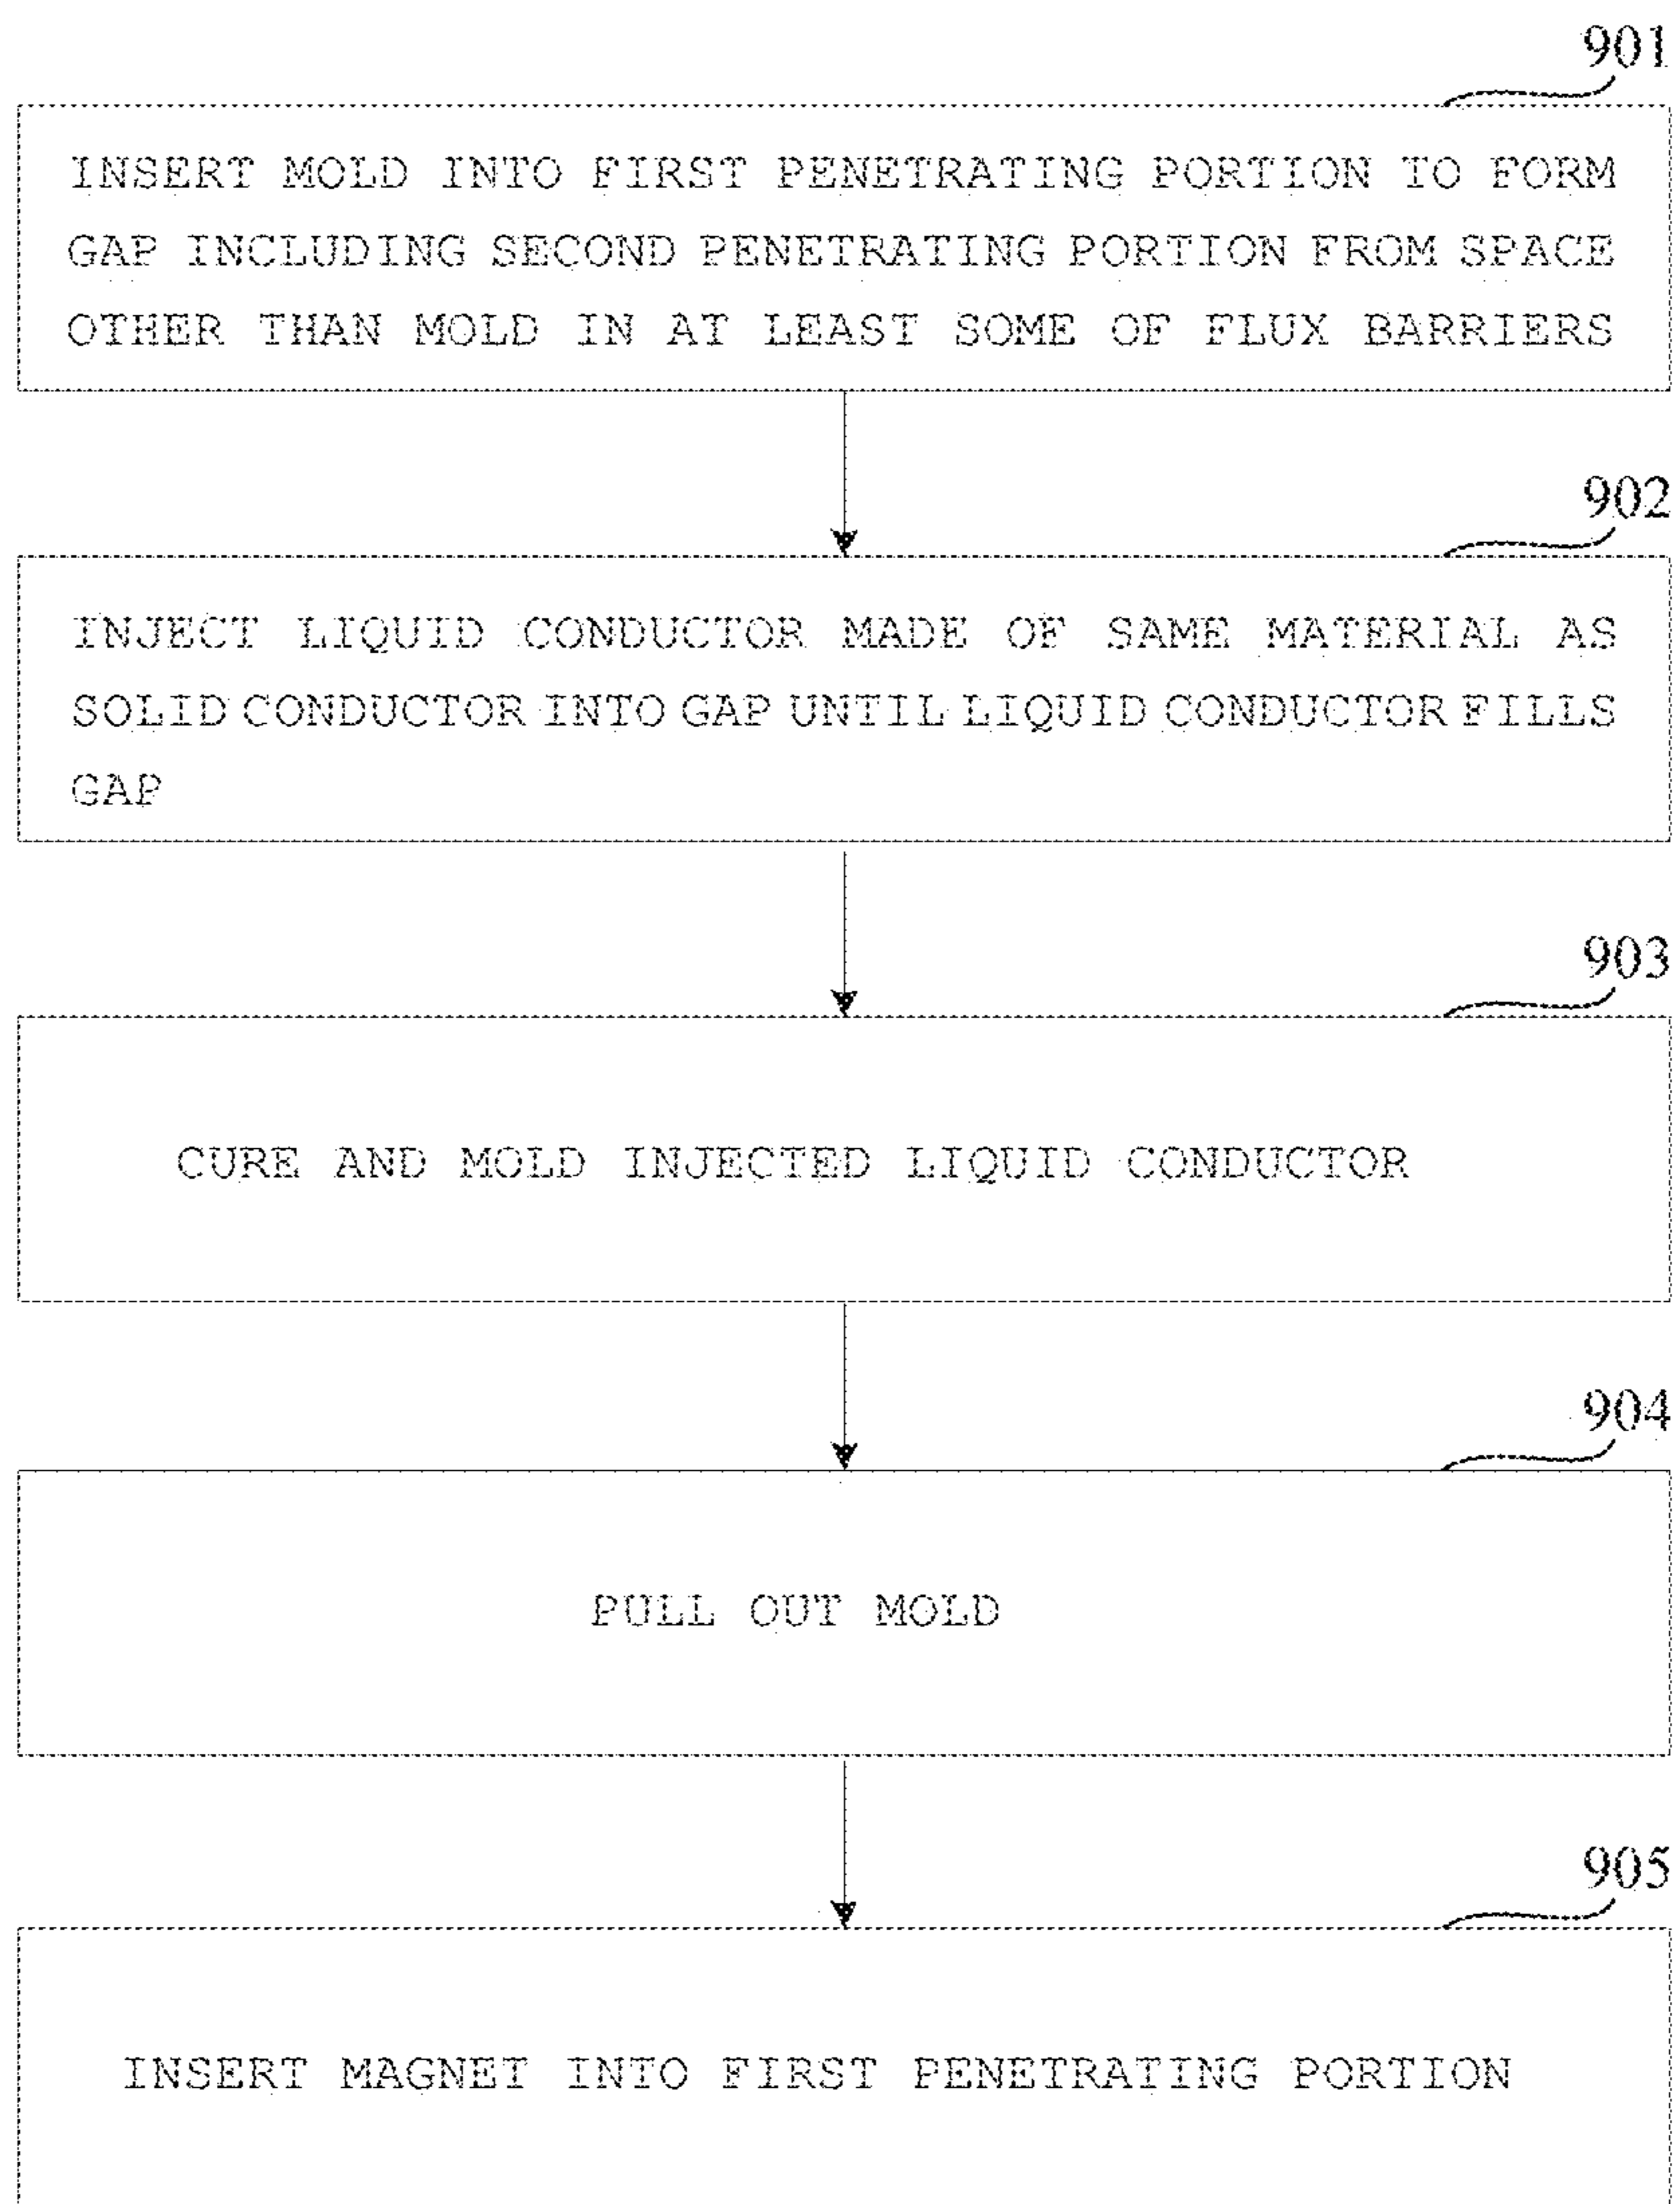 901
INSERT MOLD INTO FIRST PENETRATING PORTION TO FORM
GAP INCLUDING SECOND PENETRATING PORTION FROM SPACE
OTHER THAN MOLD IN AT LEAST SOME OF FLUX BARRIERS
902
INJECT LIQUID CONDUCTOR MADE OF SAME MATERIAL AS
SOLID CONDUCTOR INTO GAP UNTIL LIQUID CONDUCTOR FILLS
GAP
903
CURE AND MOLD INJECTED LIQUID CONDUCTOR
904
PULL OUT MOLD
905
INSERT MAGNET INTO FIRST PENETRATING PORTION